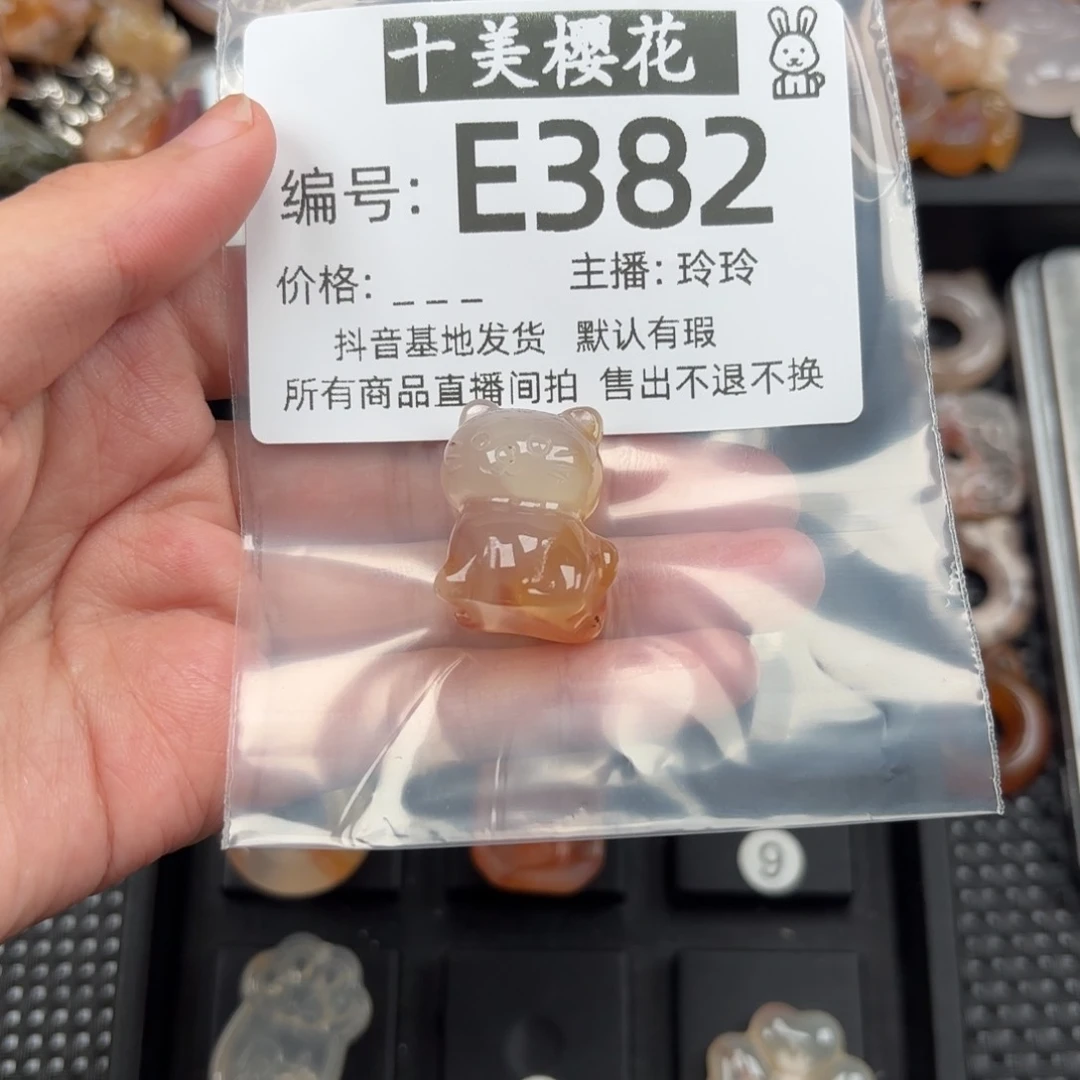 十美樱花
编号: E382
价格: _ _ _ 主播: 玲玲
抖音基地发货 默认有瑕
所有商品直播间拍 售出不退不换
9